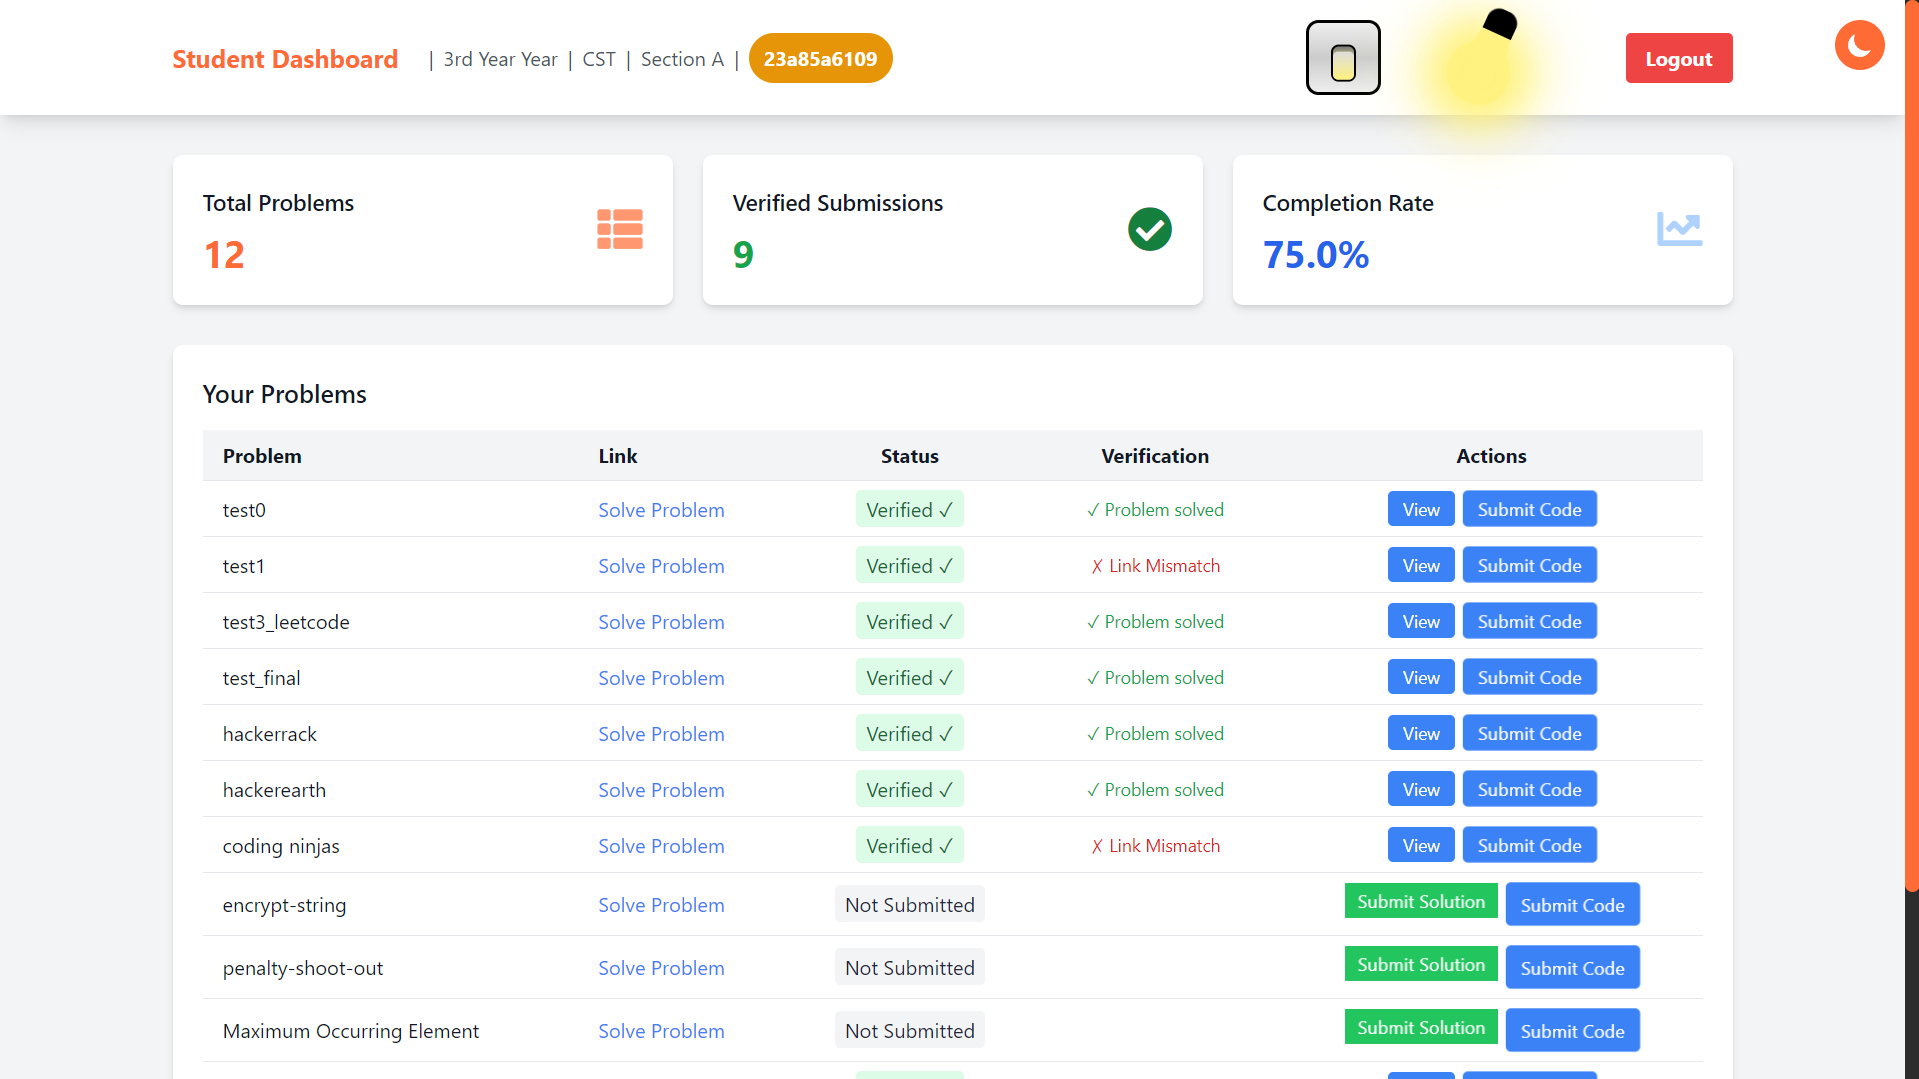 Student Dashboard | 3rd Year Year | CST | Section A | 23a85a6109 Logout
Total Problems
12
Verified Submissions
9
Completion Rate
75.0%
Your Problems
Problem Link Status Verification Actions
test0 Solve Problem Verified ✓ ✓ Problem solved View Submit Code
test1 Solve Problem Verified ✓ ✗ Link Mismatch View Submit Code
test3_leetcode Solve Problem Verified ✓ ✓ Problem solved View Submit Code
test_final Solve Problem Verified ✓ ✓ Problem solved View Submit Code
hackerrack Solve Problem Verified ✓ ✓ Problem solved View Submit Code
hackerearth Solve Problem Verified ✓ ✓ Problem solved View Submit Code
coding ninjas Solve Problem Verified ✓ ✗ Link Mismatch View Submit Code
encrypt-string Solve Problem Not Submitted Submit Solution Submit Code
penalty-shoot-out Solve Problem Not Submitted Submit Solution Submit Code
Maximum Occurring Element Solve Problem Not Submitted Submit Solution Submit Code